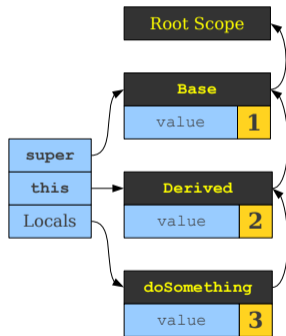 Root Scope
Base
value 1
super
this
Locals
Derived
value 2
doSomething
value 3